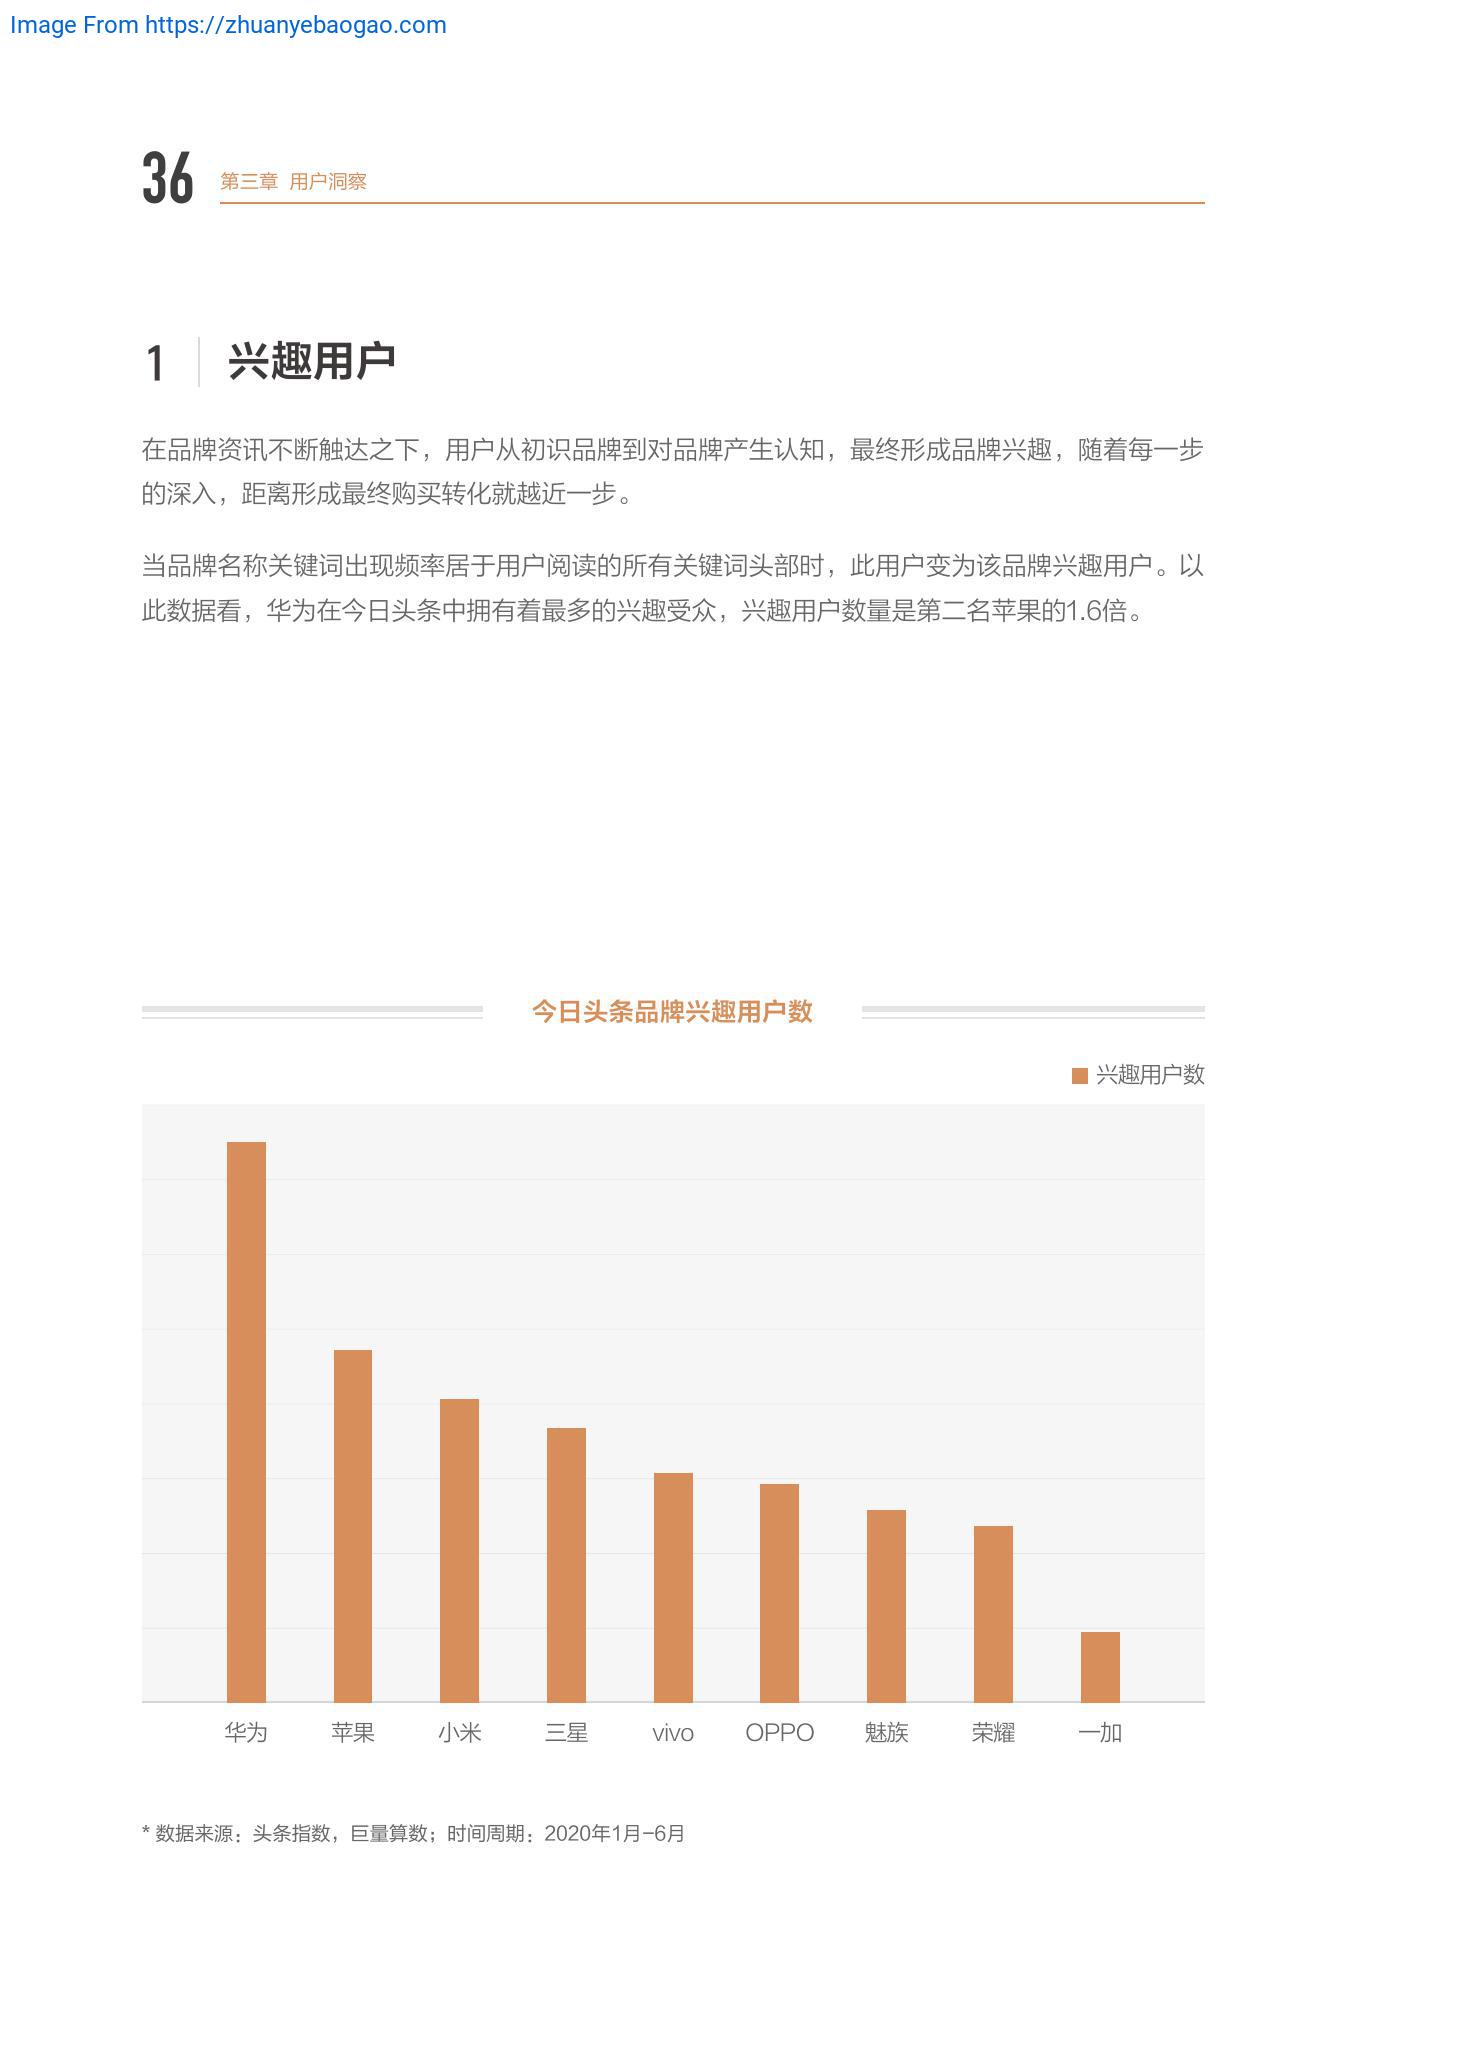 Image From https://zhuanyebaogao.com
36 第三章 用户洞察
1 兴趣用户
在品牌资讯不断触达之下，用户从初识品牌到对品牌产生认知，最终形成品牌兴趣，随着每一步
的深入，距离形成最终购买转化就越近一步。
当品牌名称关键词出现频率居于用户阅读的所有关键词头部时，此用户变为该品牌兴趣用户。以
此数据看，华为在今日头条中拥有着最多的兴趣受众，兴趣用户数量是第二名苹果的1.6倍。
今日头条品牌兴趣用户数
兴趣用户数
华为 苹果 小米 三星 vivo OPPO 魅族 荣耀 一加
* 数据来源：头条指数，巨量算数；时间周期：2020年1月-6月